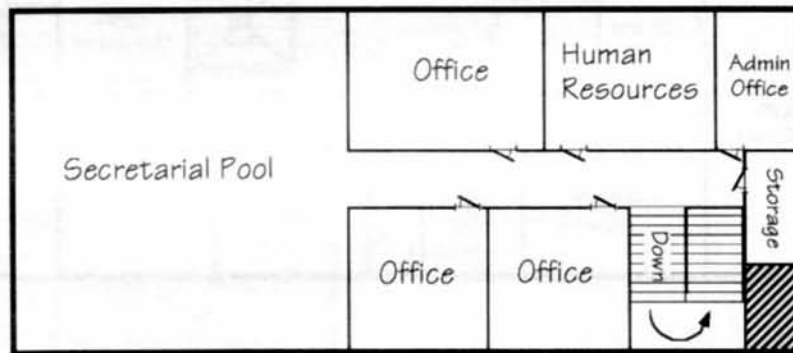 Office
Human
Resources
Admin
Office
Secretarial Pool
Storage
Down
Office
Office